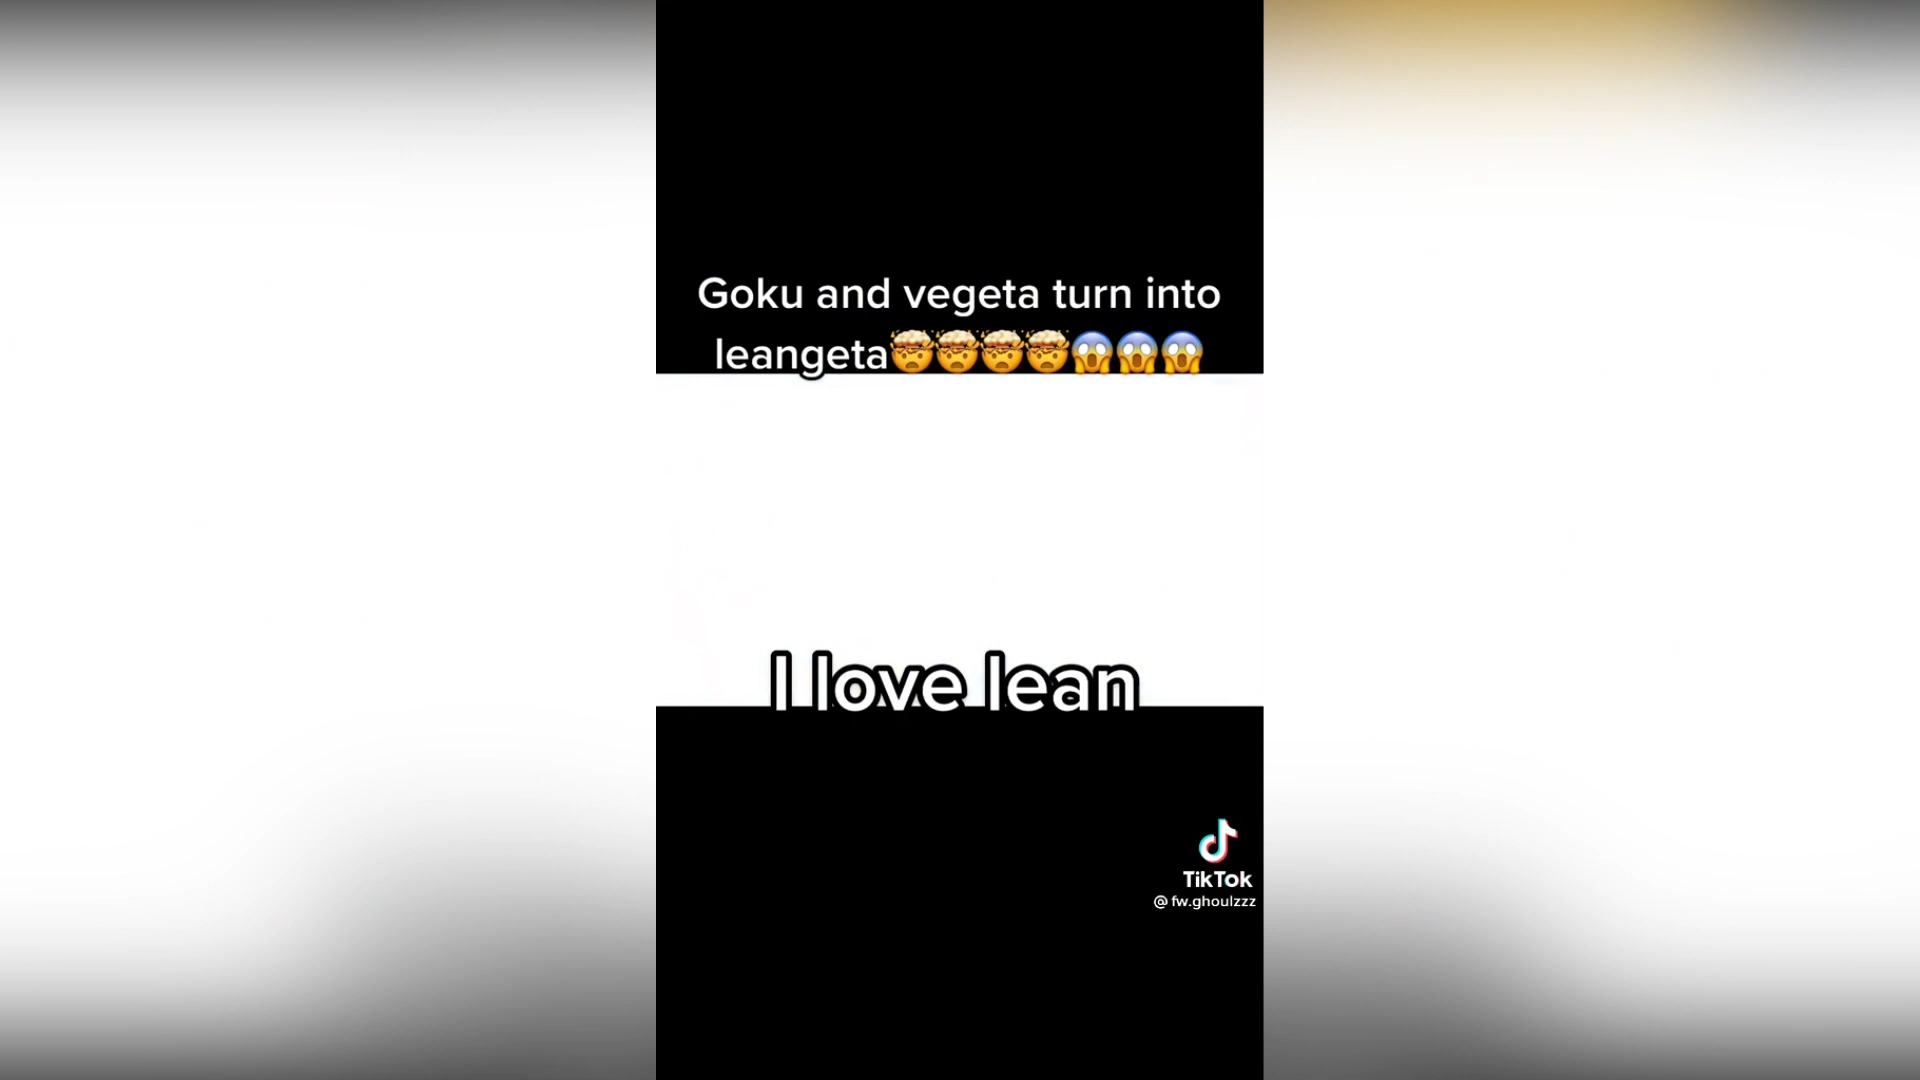 Goku and vegeta turn into
leangeta🤯🤯🤯🤯😱😱😱
I love lean
TikTok
@fw.ghoulzzz